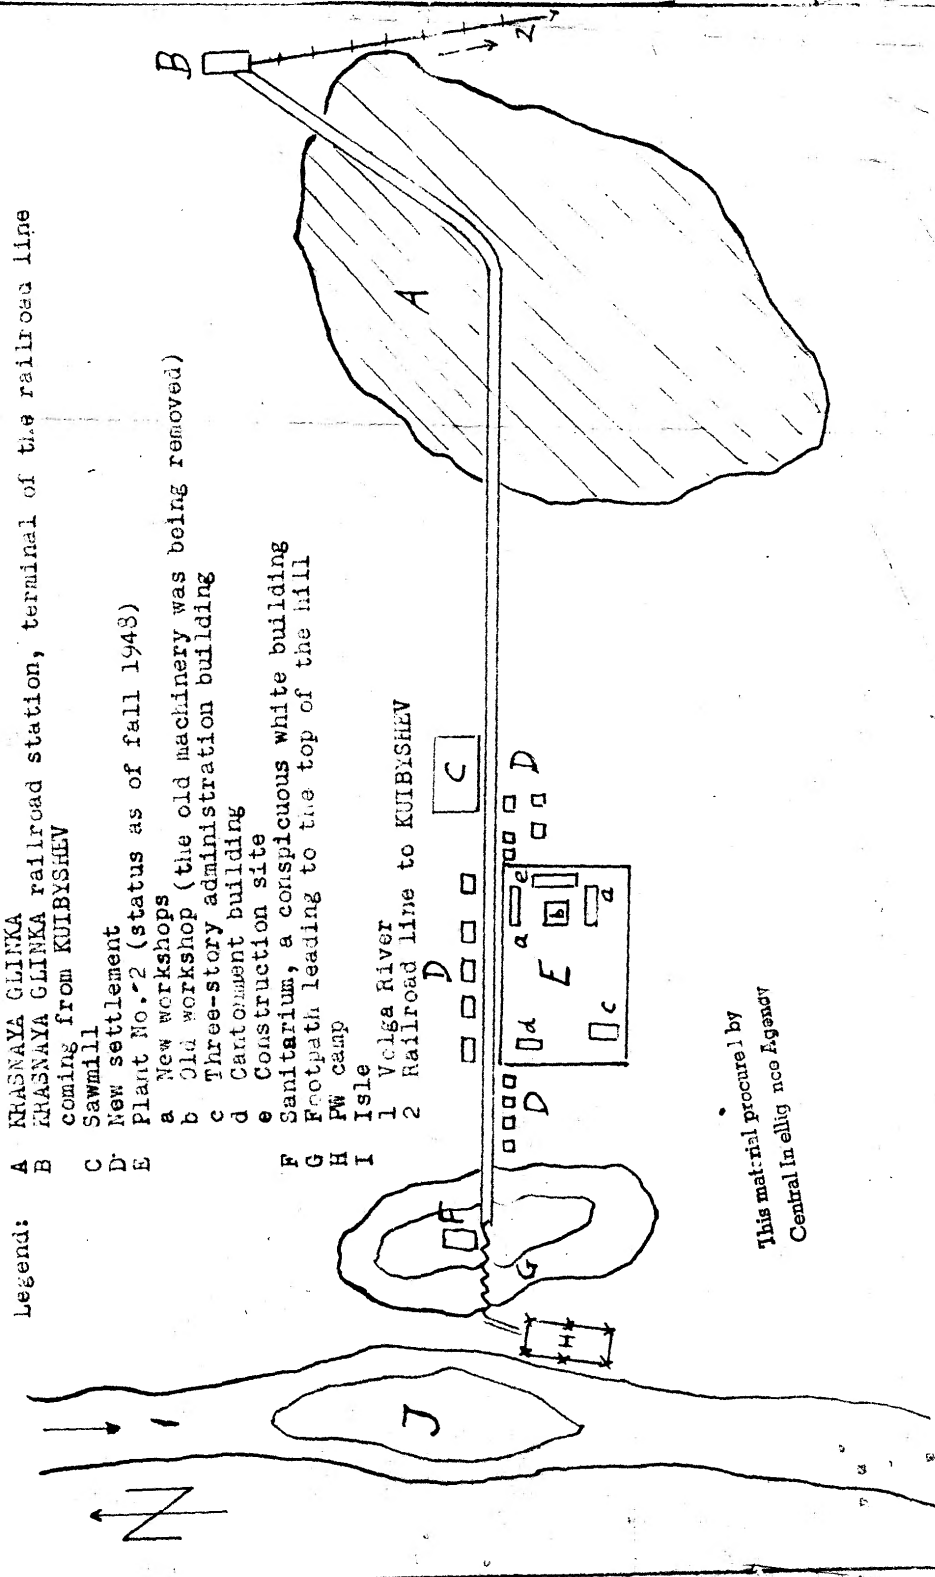 Legend:
A KRASNAYA GLINKA
B KRASNAYA GLINKA railroad station, terminal of the railroad line
coming from KUIBYSHEV
C Sawmill
D New settlement
E Plant No. 2 (status as of fall 1948)
a New workshops
b Old workshop (the old machinery was being removed)
c Three-story administration building
d Cantonment building
e Construction site
F Sanitarium, a conspicuous white building
G Footpath leading to the top of the hill
H PW camp
I Isle
1 Volga River
2 Railroad line to KUIBYSHEV
N
1
J
H
G
F
D
D
D
C
E
d
c
a
b
e
a
A
B
2
This material procured by
Central Intelligence Agency